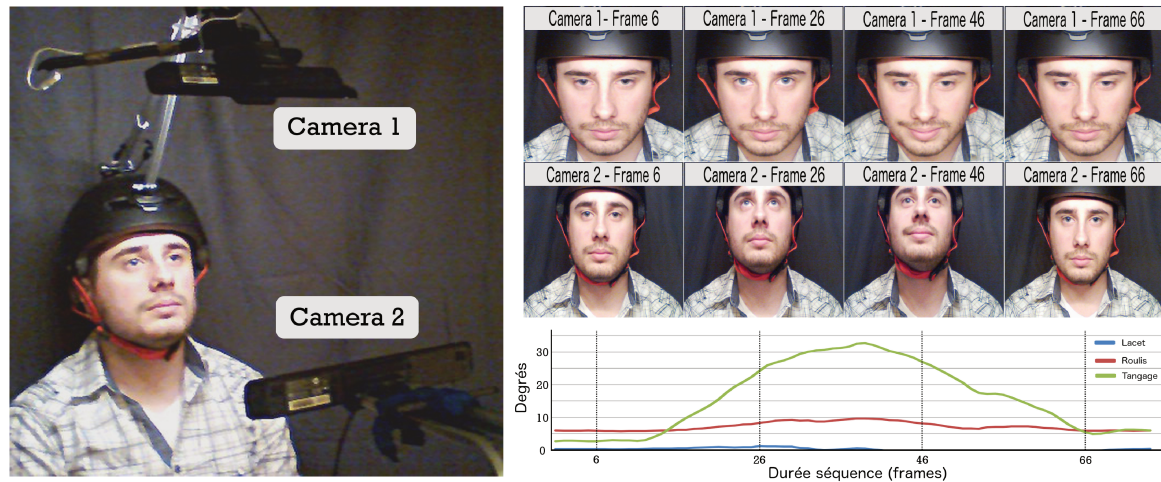 Camera 1
Camera 2
Camera 1- Frame 6
Camera 1 - Frame 26
Camera 1 - Frame 46
Camera 1 - Frame 66
Camera 2 - Frame 6
Camera 2 - Frame 26
Camera 2 - Frame 46
Camera 2 - Frame 66
Degrés
30
20
10
0
6
26
46
66
Durée séquence (frames)
Lacet
Roulis
Tangage